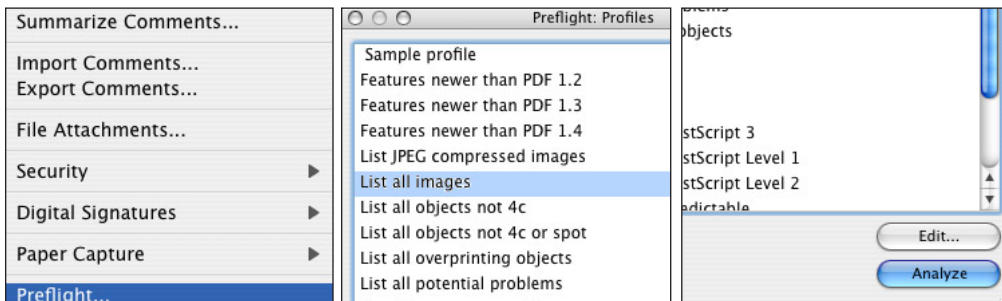 Summarize Comments...
Import Comments...
Export Comments...
File Attachments...
Security
Digital Signatures
Paper Capture
Preflight...
Preflight: Profiles
Sample profile
Features newer than PDF 1.2
Features newer than PDF 1.3
Features newer than PDF 1.4
List JPEG compressed images
List all images
List all objects not 4c
List all objects not 4c or spot
List all overprinting objects
List all potential problems
oblems
objects
stScript 3
stScript Level 1
stScript Level 2
edictable
Edit...
Analyze